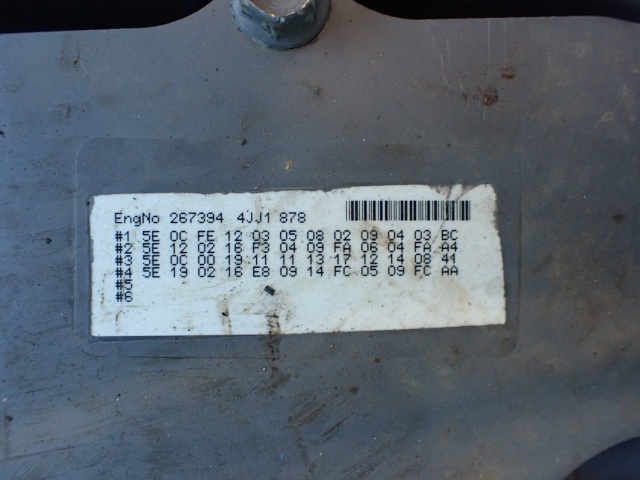 EngNo 267394 4JJ1 878
#1 5E 0C FE 12 03 05 08 02 09 04 03 BC
#2 5E 12 02 16 F3 04 09 FA 06 04 FA A4
#3 5E 0C 00 19 11 11 13 17 12 14 08 41
#4 5E 19 02 16 E8 09 14 FC 05 09 FC AA
#5
#6